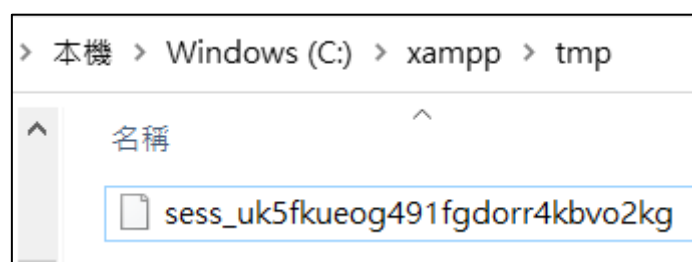 > 本機 > Windows (C:) > xampp > tmp
名稱
sess_uk5fkueog491fgdorr4kbvo2kg